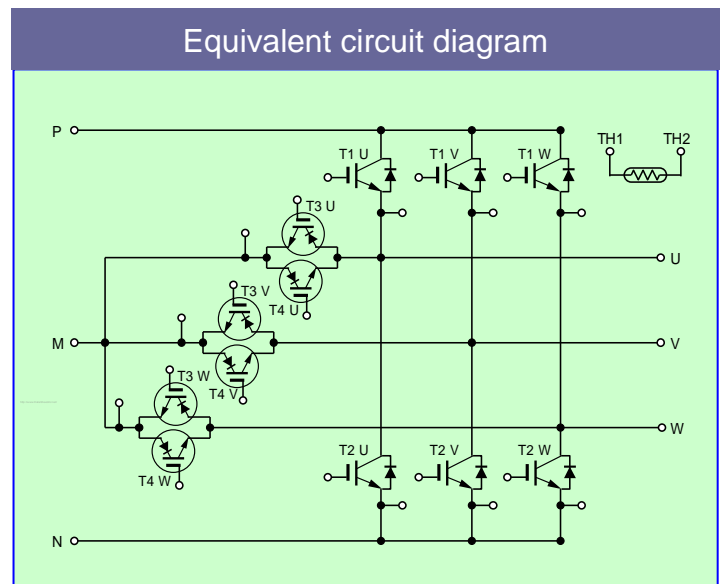 Equivalent circuit diagram
P
TH1 TH2
T1 U T1 V T1 W
T3 U
U
T3 V
T4 U
M
V
T3 W
T4 V
W
T2 U T2 V T2 W
T4 W
N